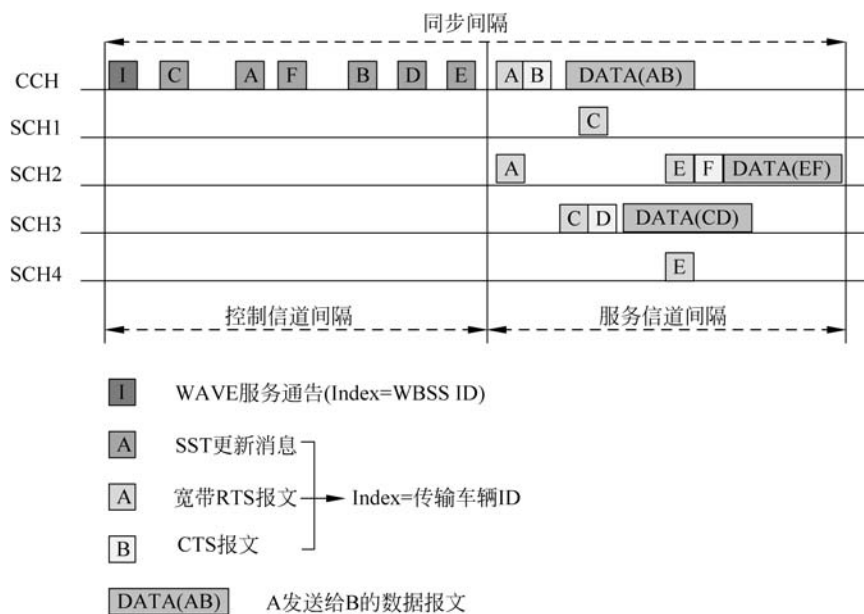 同步间隔
CCH I C A F B D E A B DATA(AB)
SCH1 C
SCH2 A E F DATA(EF)
SCH3 C D DATA(CD)
SCH4 E
控制信道间隔 服务信道间隔
I WAVE服务通告(Index=WBSS ID)
A SST更新消息
A 宽带RTS报文 Index=传输车辆ID
B CTS报文
DATA(AB) A发送给B的数据报文